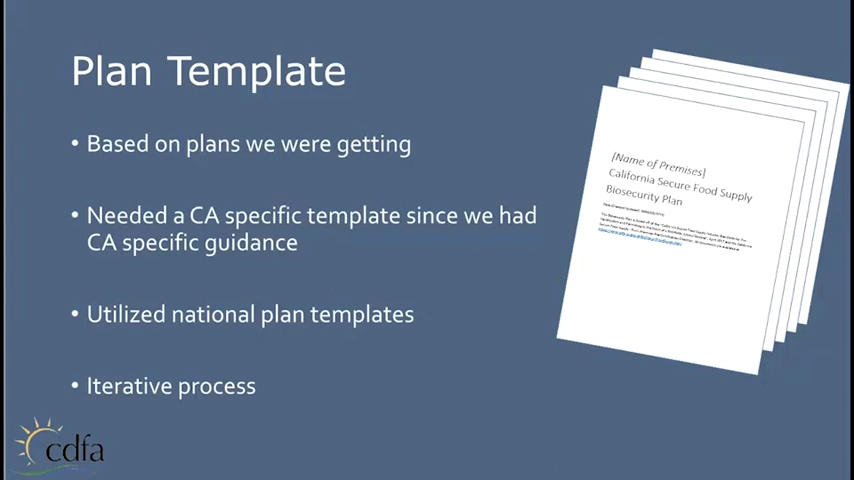 Plan Template
• Based on plans we were getting
• Needed a CA specific template since we had
CA specific guidance
• Utilized national plan templates
• Iterative process
[Name of Premises]
California Secure Food Supply
Biosecurity Plan
cdfa